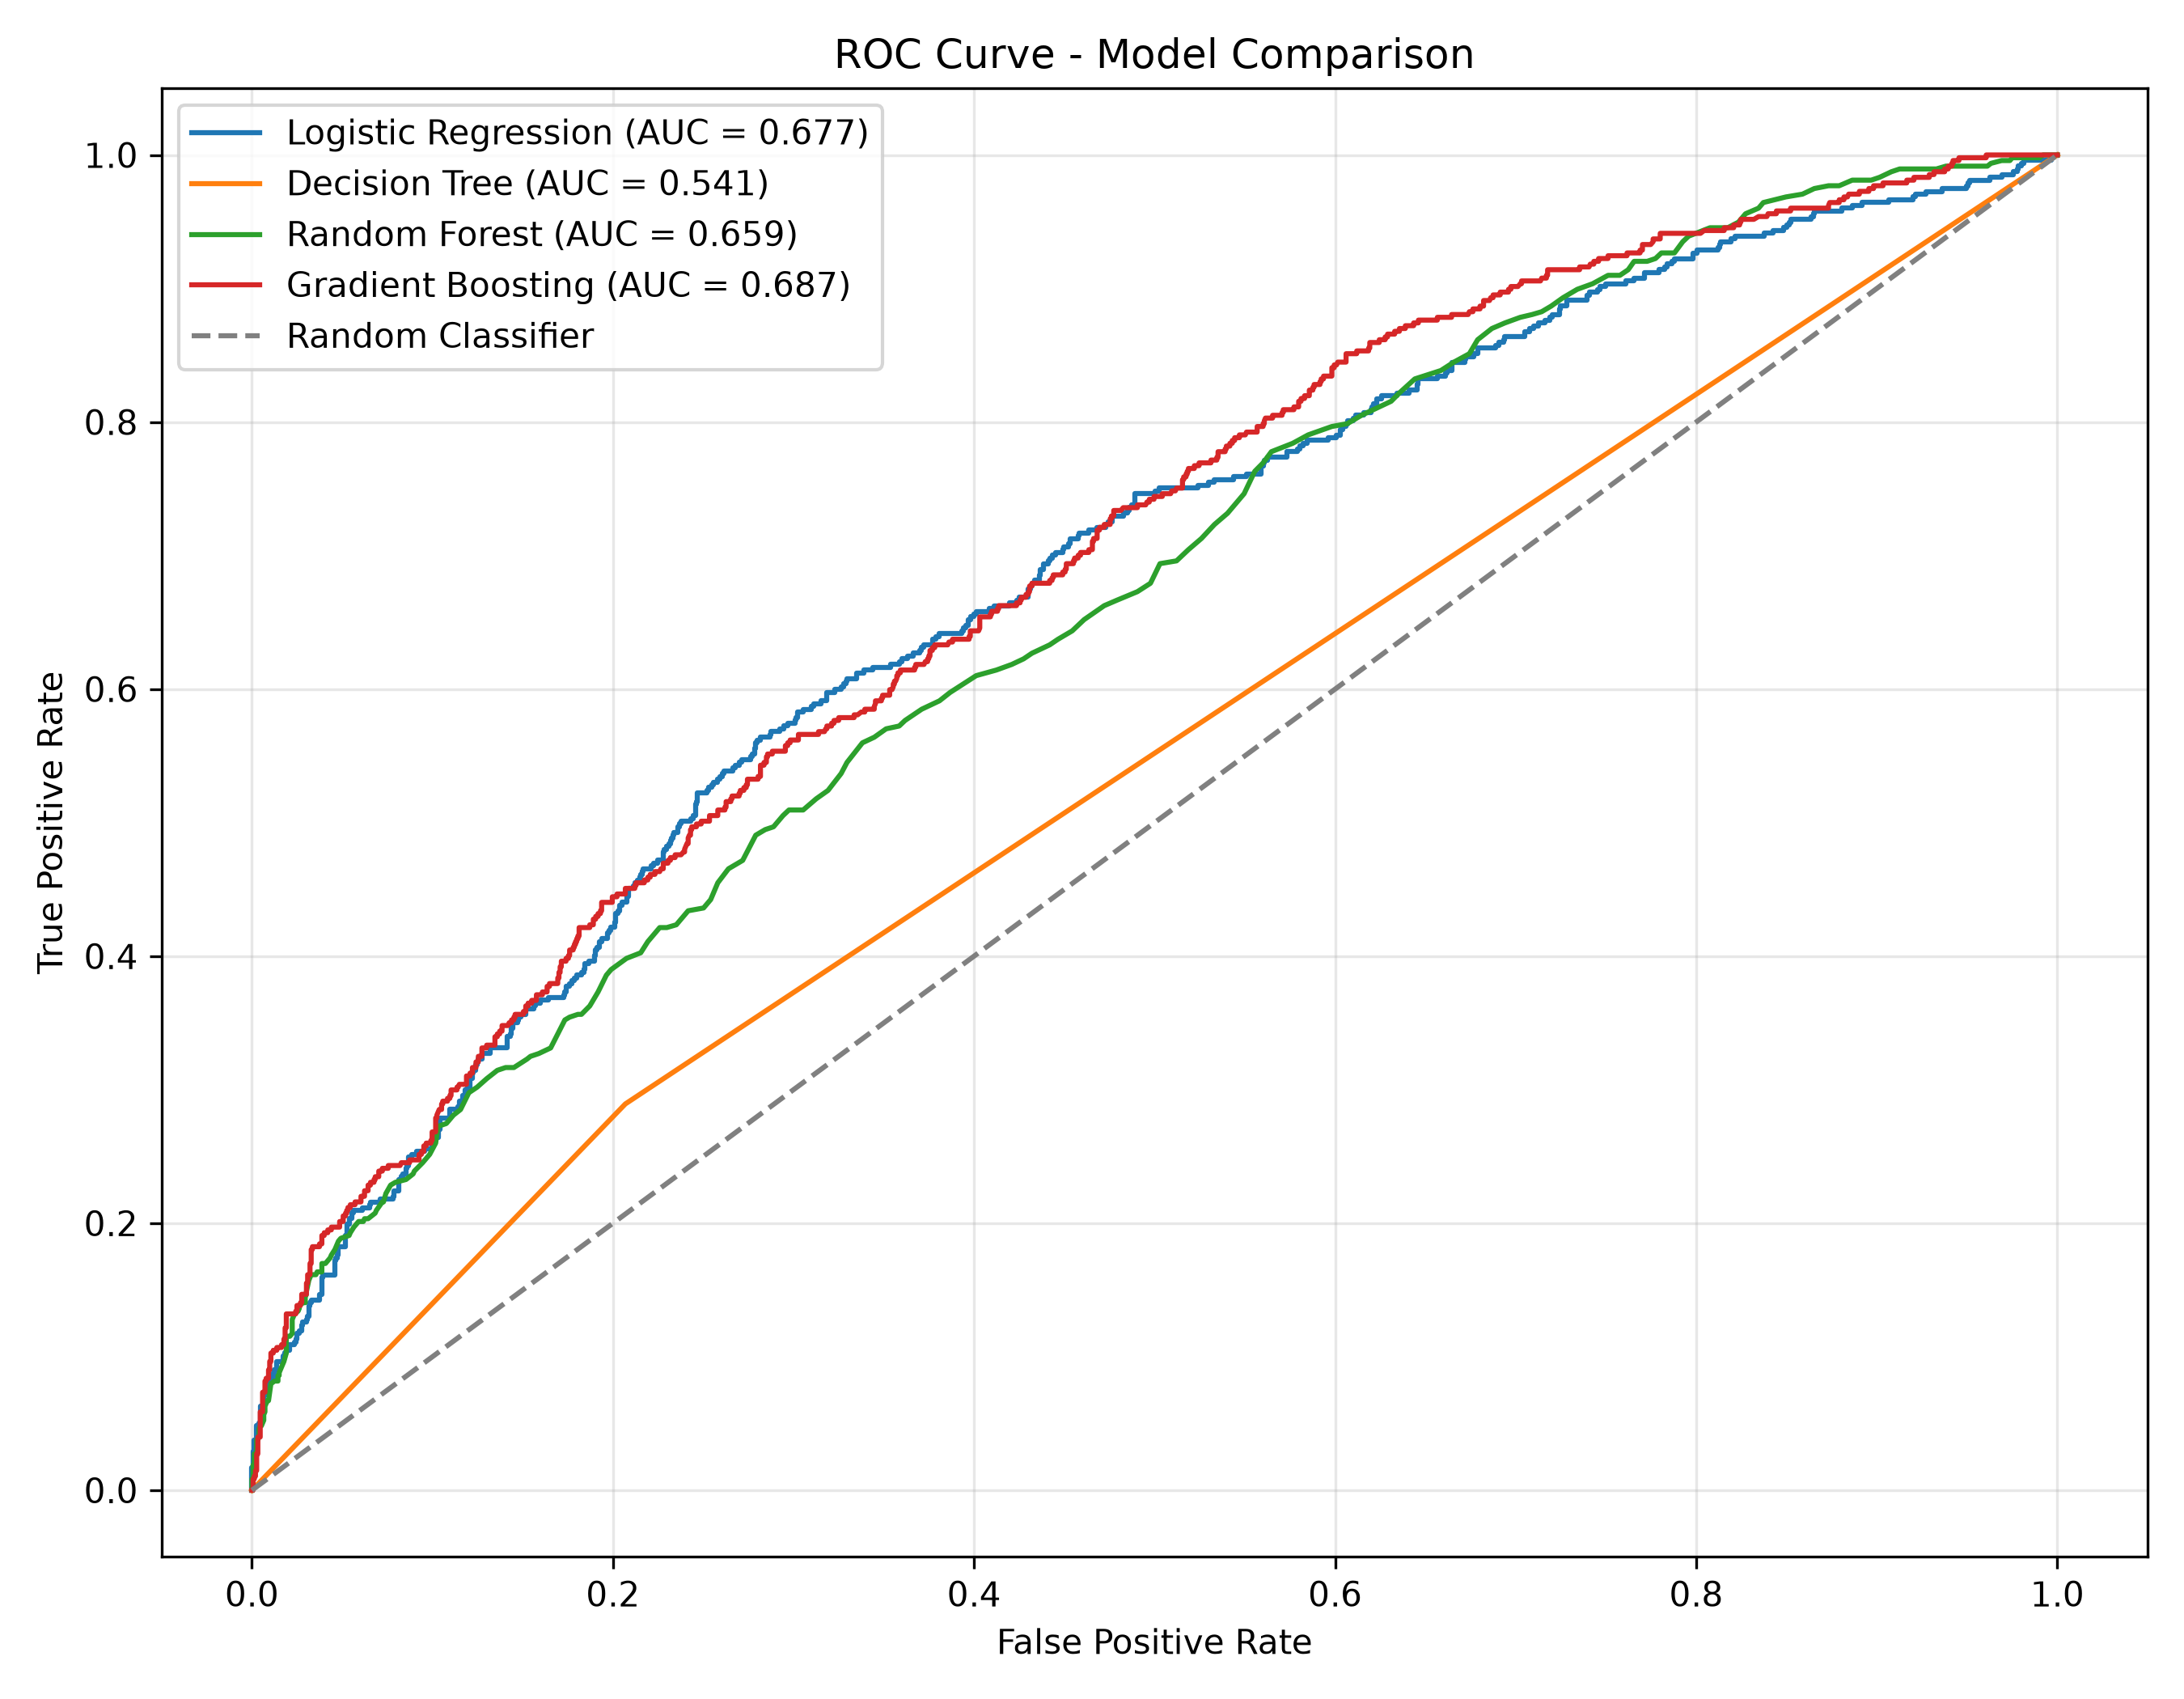 ROC Curve - Model Comparison
Logistic Regression (AUC = 0.677)
Decision Tree (AUC = 0.541)
Random Forest (AUC = 0.659)
Gradient Boosting (AUC = 0.687)
Random Classifier
1.0
0.8
0.6
0.4
0.2
0.0
True Positive Rate
0.0 0.2 0.4 0.6 0.8 1.0
False Positive Rate